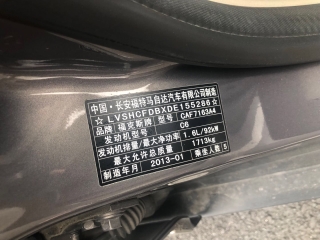 中国·长安福特马自达汽车有限公司制造
☆LVSHCFDBXDE155286☆
品牌 福克斯牌 型号 CAF7163A4
发动机型号 C6
发动机排量/最大净功率 1.6L/92kW
最大允许总质量 1713kg
制造年月 2013-01 乘坐人数 5